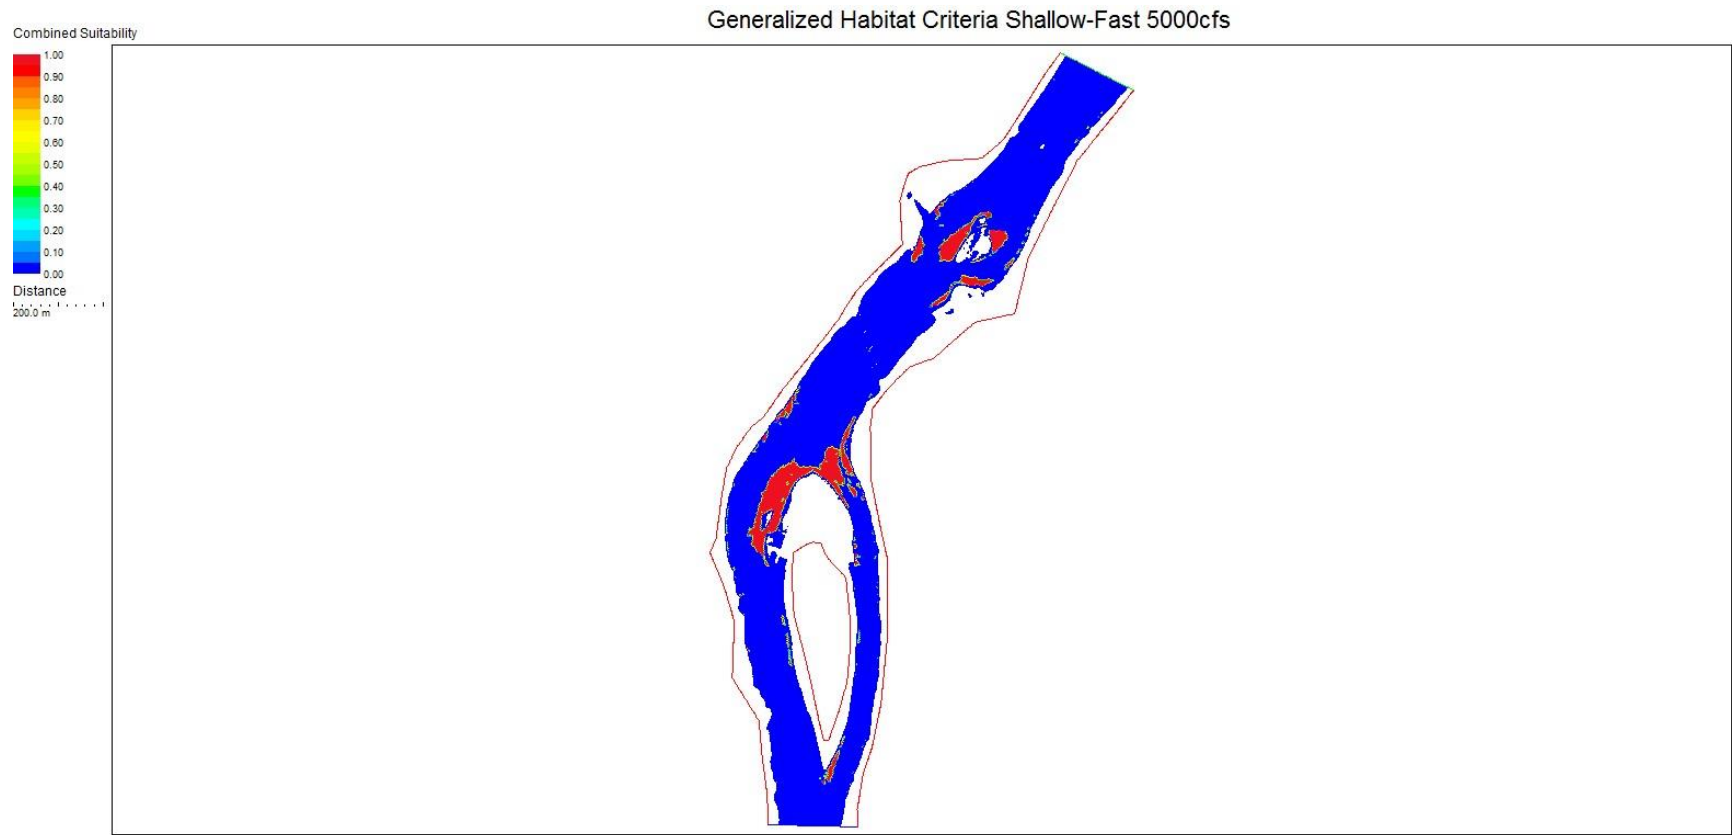 Generalized Habitat Criteria Shallow-Fast 5000cfs
Combined Suitability
1.00
0.90
0.80
0.70
0.60
0.50
0.40
0.30
0.20
0.10
0.00
Distance
200.0 m